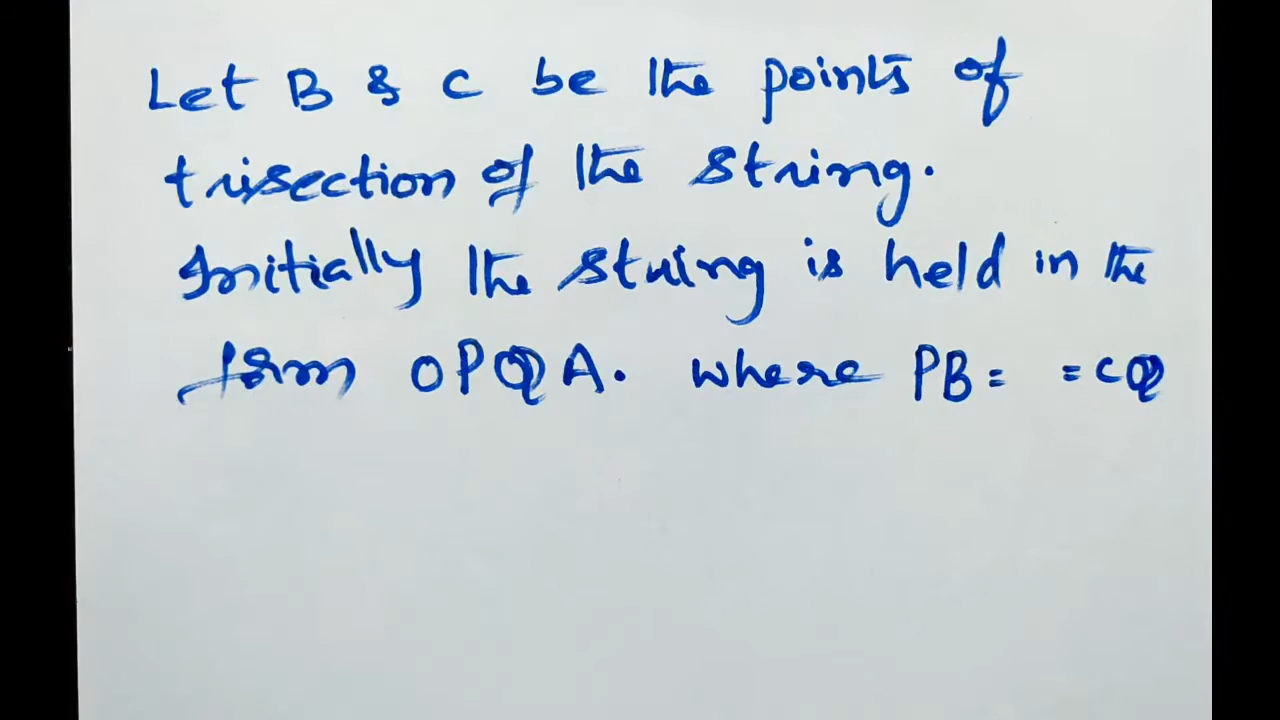 Let B & C be the points of
trisection of the string.
Initially the string is held in the
form OPQA. where PB= =CQ